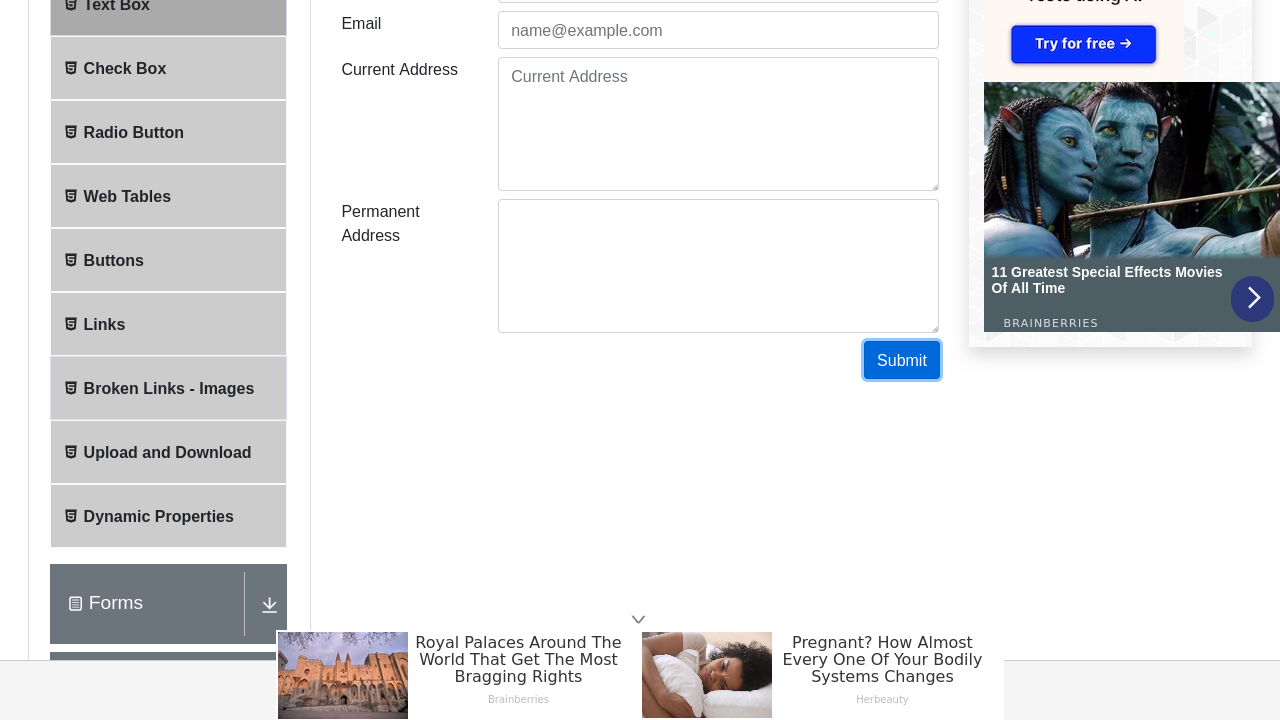 Text Box
Check Box
Radio Button
Web Tables
Buttons
Links
Broken Links - Images
Upload and Download
Dynamic Properties
Forms
Email
name@example.com
Current Address
Current Address
Permanent
Address
Submit
Try for free →
11 Greatest Special Effects Movies
Of All Time
BRAINBERRIES
Royal Palaces Around The
World That Get The Most
Bragging Rights
Brainberries
Pregnant? How Almost
Every One Of Your Bodily
Systems Changes
Herbeauty